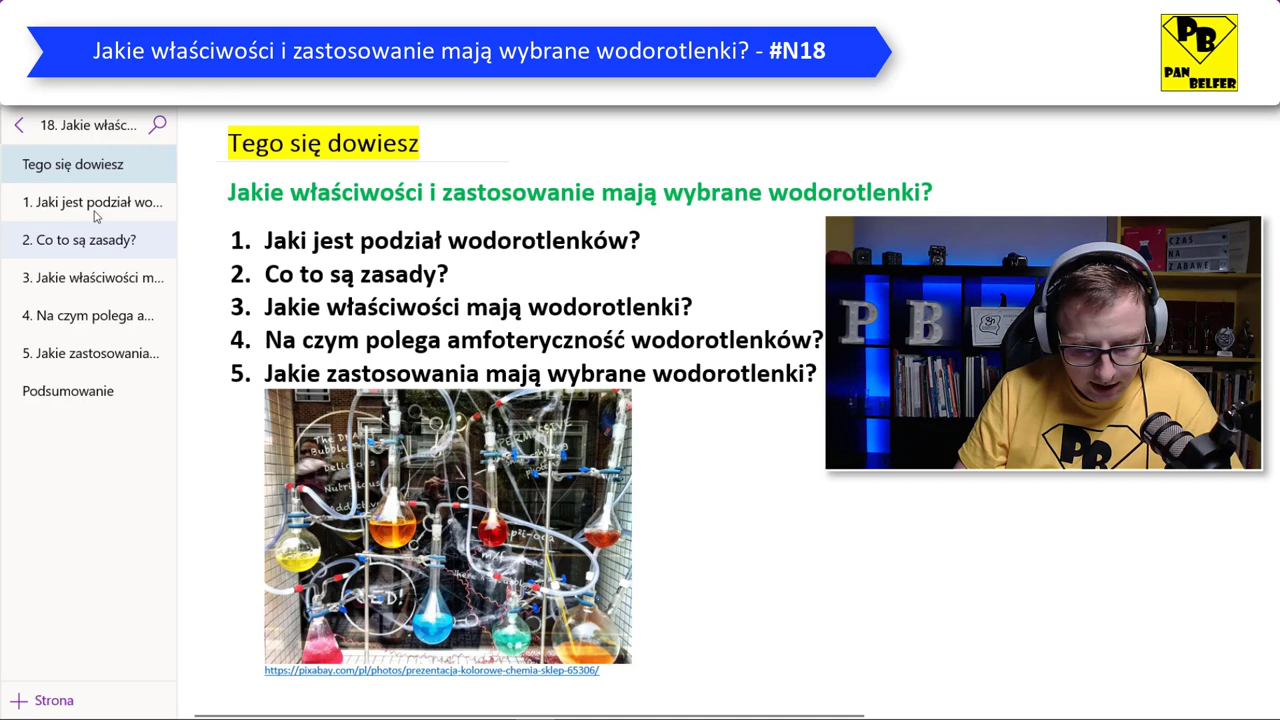 Jakie właściwości i zastosowanie mają wybrane wodorotlenki? - #N18
PB
PAN
BELFER
18. Jakie właśc...
Tego się dowiesz
1. Jaki jest podział wo...
2. Co to są zasady?
3. Jakie właściwości m...
4. Na czym polega a...
5. Jakie zastosowania...
Podsumowanie
Strona
Tego się dowiesz
Jakie właściwości i zastosowanie mają wybrane wodorotlenki?
1. Jaki jest podział wodorotlenków?
2. Co to są zasady?
3. Jakie właściwości mają wodorotlenki?
4. Na czym polega amfoteryczność wodorotlenków?
5. Jakie zastosowania mają wybrane wodorotlenki?
https://pixabay.com/pl/photos/prezentacja-kolorowe-chemia-sklep-65306/
CZAS
NA
ZABAWĘ
P B
PB